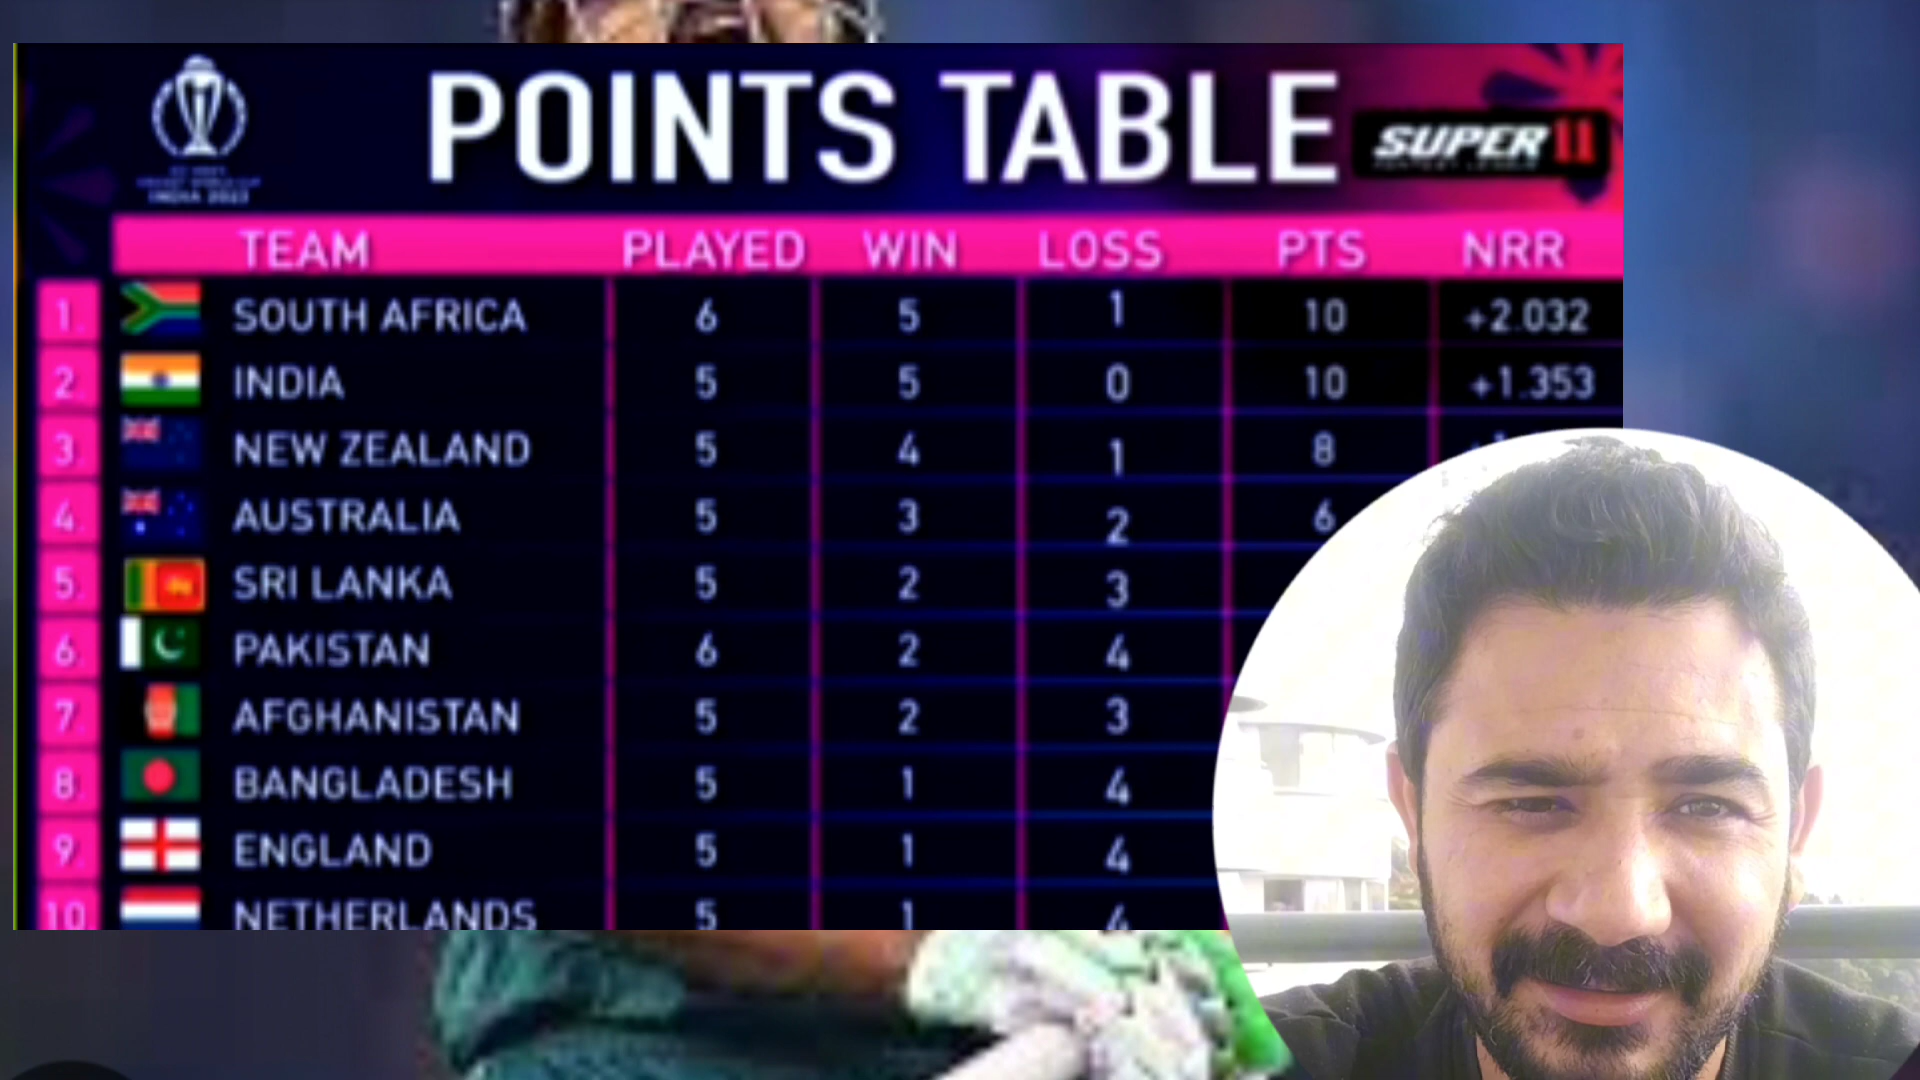 POINTS TABLE
SUPER 11
INDIA 2023
TEAM PLAYED WIN LOSS PTS NRR
1. SOUTH AFRICA 6 5 1 10 +2.032
2. INDIA 5 5 0 10 +1.353
3. NEW ZEALAND 5 4 1 8
4. AUSTRALIA 5 3 2 6
5. SRI LANKA 5 2 3
6. PAKISTAN 6 2 4
7. AFGHANISTAN 5 2 3
8. BANGLADESH 5 1 4
9. ENGLAND 5 1 4
10. NETHERLANDS 5 1 4